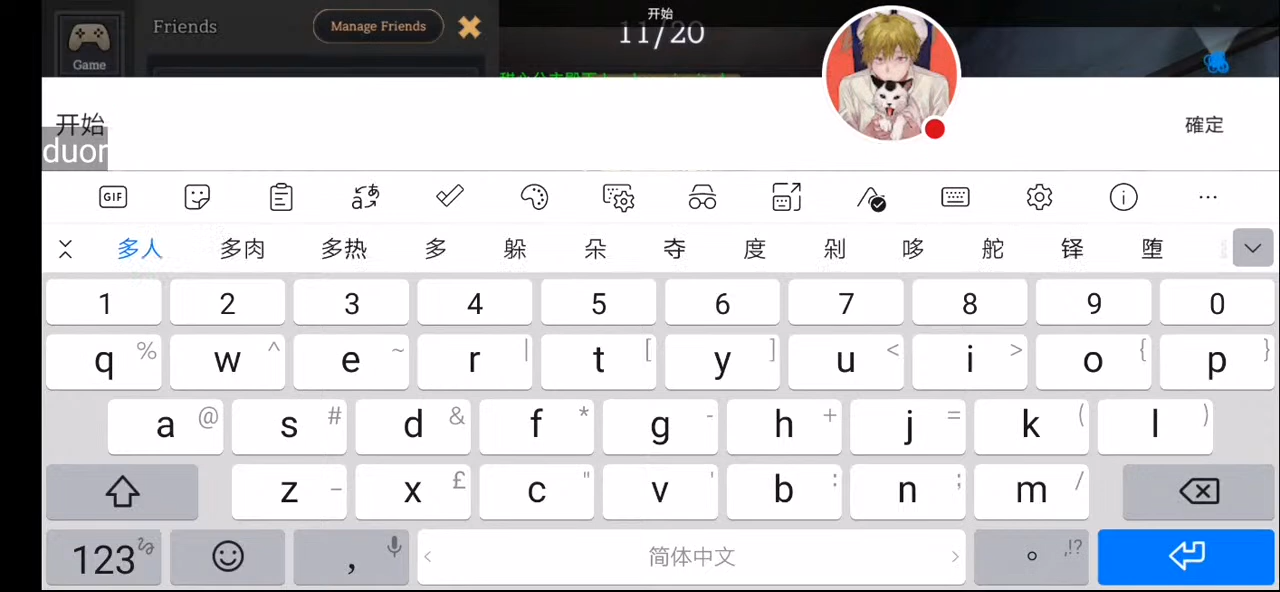 开始
Friends
Manage Friends
11/20
Game
开始
確定
duor
GIF
多人 多肉 多热 多 躲 朵 夺 度 剁 哆 舵 铎 堕
1 2 3 4 5 6 7 8 9 0
q % w ^ e ~ r | t [ y ] u < i > o { p }
a @ s # d & f * g - h + j = k ( l )
z _ x £ c " v ' b : n ; m /
123 , < 简体中文 > 。 ,!?